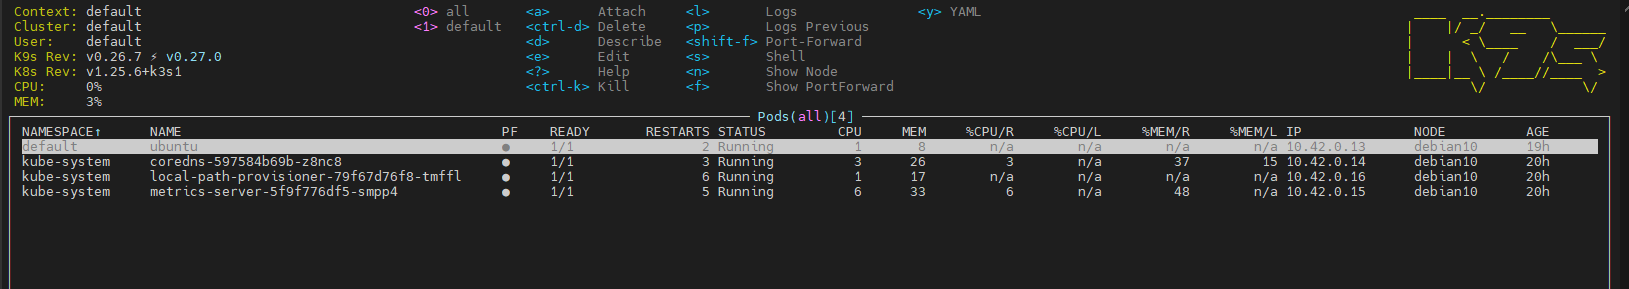 Context: default <0> all <a> Attach <l> Logs <y> YAML
Cluster: default <1> default <ctrl-d> Delete <p> Logs Previous
User: default <d> Describe <shift-f> Port-Forward
K9s Rev: v0.26.7 ⚡ v0.27.0 <e> Edit <s> Shell
K8s Rev: v1.25.6+k3s1 <?> Help <n> Show Node
CPU: 0% <ctrl-k> Kill <f> Show PortForward
MEM: 3%
Pods(all)[4]
NAMESPACE↑ NAME PF READY RESTARTS STATUS CPU MEM %CPU/R %CPU/L %MEM/R %MEM/L IP NODE AGE
default ubuntu ● 1/1 2 Running 1 8 n/a n/a n/a n/a 10.42.0.13 debian10 19h
kube-system coredns-597584b69b-z8nc8 ● 1/1 3 Running 3 26 3 n/a 37 15 10.42.0.14 debian10 20h
kube-system local-path-provisioner-79f67d76f8-tmffl ● 1/1 6 Running 1 17 n/a n/a n/a n/a 10.42.0.16 debian10 20h
kube-system metrics-server-5f9f776df5-smpp4 ● 1/1 5 Running 6 33 6 n/a 48 n/a 10.42.0.15 debian10 20h